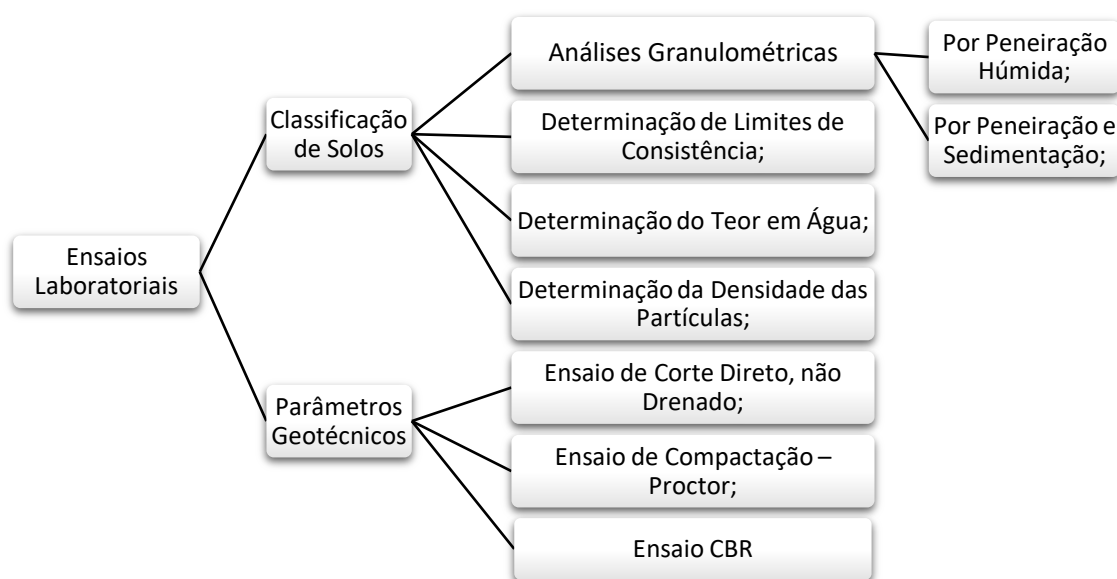 Ensaios
Laboratoriais
Classificação
de Solos
Análises Granulométricas
Por Peneiração
Húmida;
Por Peneiração e
Sedimentação;
Determinação de Limites de
Consistência;
Determinação do Teor em Água;
Determinação da Densidade das
Partículas;
Parâmetros
Geotécnicos
Ensaio de Corte Direto, não
Drenado;
Ensaio de Compactação –
Proctor;
Ensaio CBR